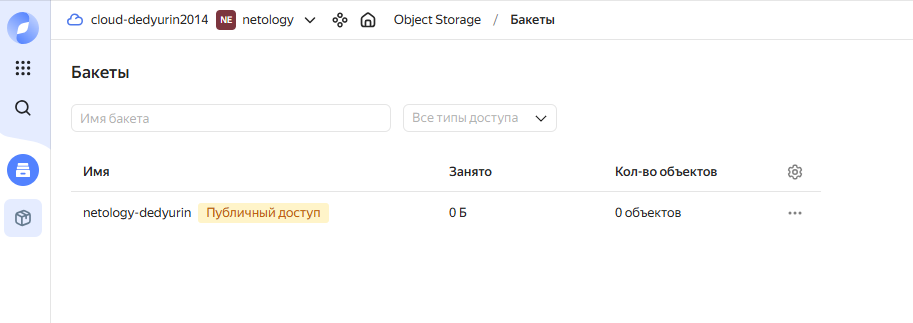 cloud-dedyurin2014 NE netology Object Storage / Бакеты
Бакеты
Имя бакета Все типы доступа
Имя Занято Кол-во объектов
netology-dedyurin Публичный доступ 0 Б 0 объектов